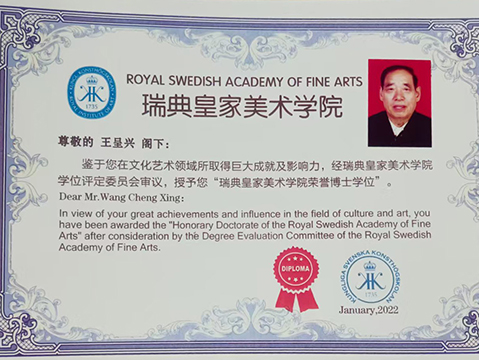 ROYAL SWEDISH ACADEMY OF FINE ARTS
瑞典皇家美术学院
尊敬的 王呈兴 阁下：
鉴于您在文化艺术领域所取得巨大成就及影响力，经瑞典皇家美术学院
学位评定委员会审议，授予您“瑞典皇家美术学院荣誉博士学位”。
Dear Mr.Wang Cheng Xing:
In view of your great achievements and influence in the field of culture and art, you
have been awarded the "Honorary Doctorate of the Royal Swedish Academy of Fine
Arts" after consideration by the Degree Evaluation Committee of the Royal Swedish
Academy of Fine Arts.
DIPLOMA
KUNGLIGA SVENSKA KONSTHÖGSKOLAN
1735
January,2022
1735